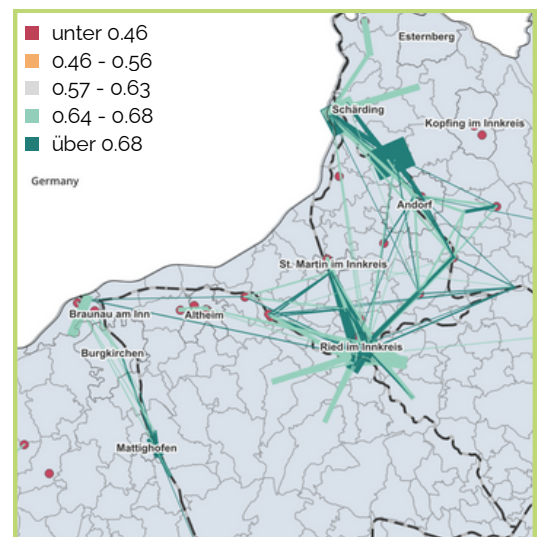 unter 0.46
0.46 - 0.56
0.57 - 0.63
0.64 - 0.68
über 0.68
Esternberg
Schärding
Kopfing im Innkreis
Germany
Andorf
St. Martin im Innkreis
Braunau am Inn
Altheim
Ried im Innkreis
Burgkirchen
Mattighofen